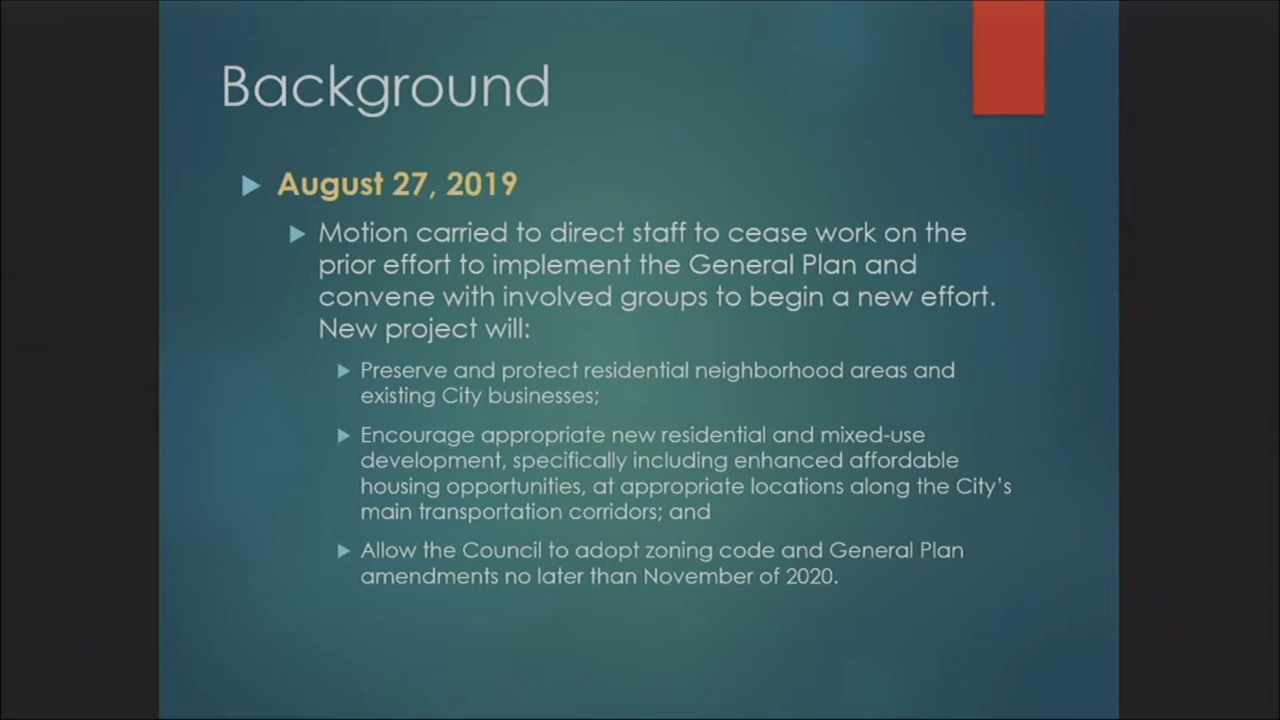 Background
August 27, 2019
Motion carried to direct staff to cease work on the
prior effort to implement the General Plan and
convene with involved groups to begin a new effort.
New project will:
Preserve and protect residential neighborhood areas and
existing City businesses;
Encourage appropriate new residential and mixed-use
development, specifically including enhanced affordable
housing opportunities, at appropriate locations along the City's
main transportation corridors; and
Allow the Council to adopt zoning code and General Plan
amendments no later than November of 2020.